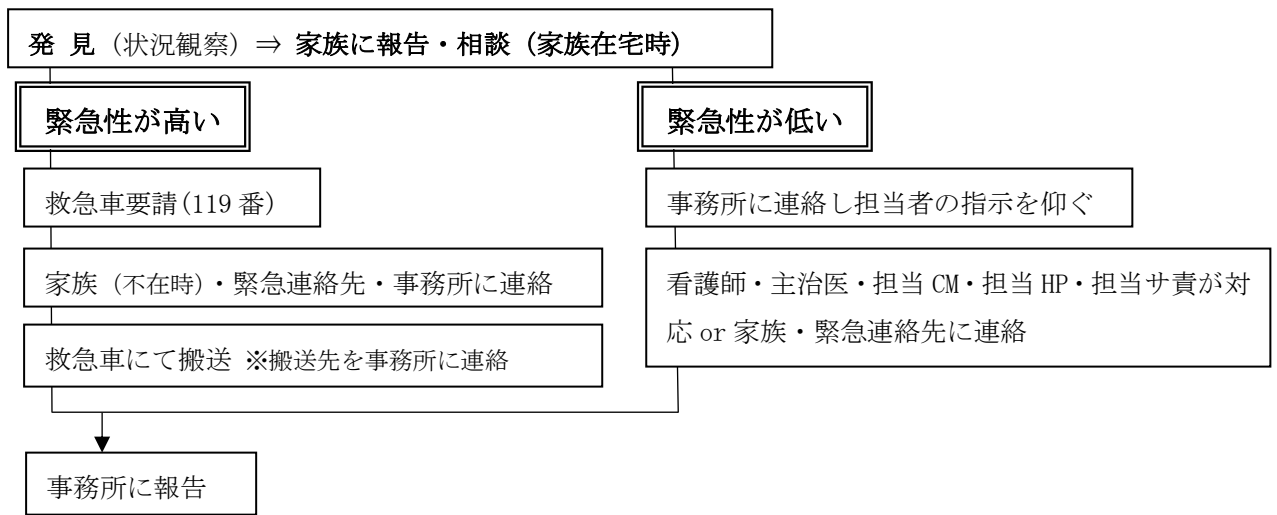 発 見（状況観察）⇒ 家族に報告・相談（家族在宅時）
緊急性が高い
緊急性が低い
救急車要請(119 番)
事務所に連絡し担当者の指示を仰ぐ
家族（不在時）・緊急連絡先・事務所に連絡
看護師・主治医・担当 CM・担当 HP・担当サ責が対
応 or 家族・緊急連絡先に連絡
救急車にて搬送 ※搬送先を事務所に連絡
事務所に報告